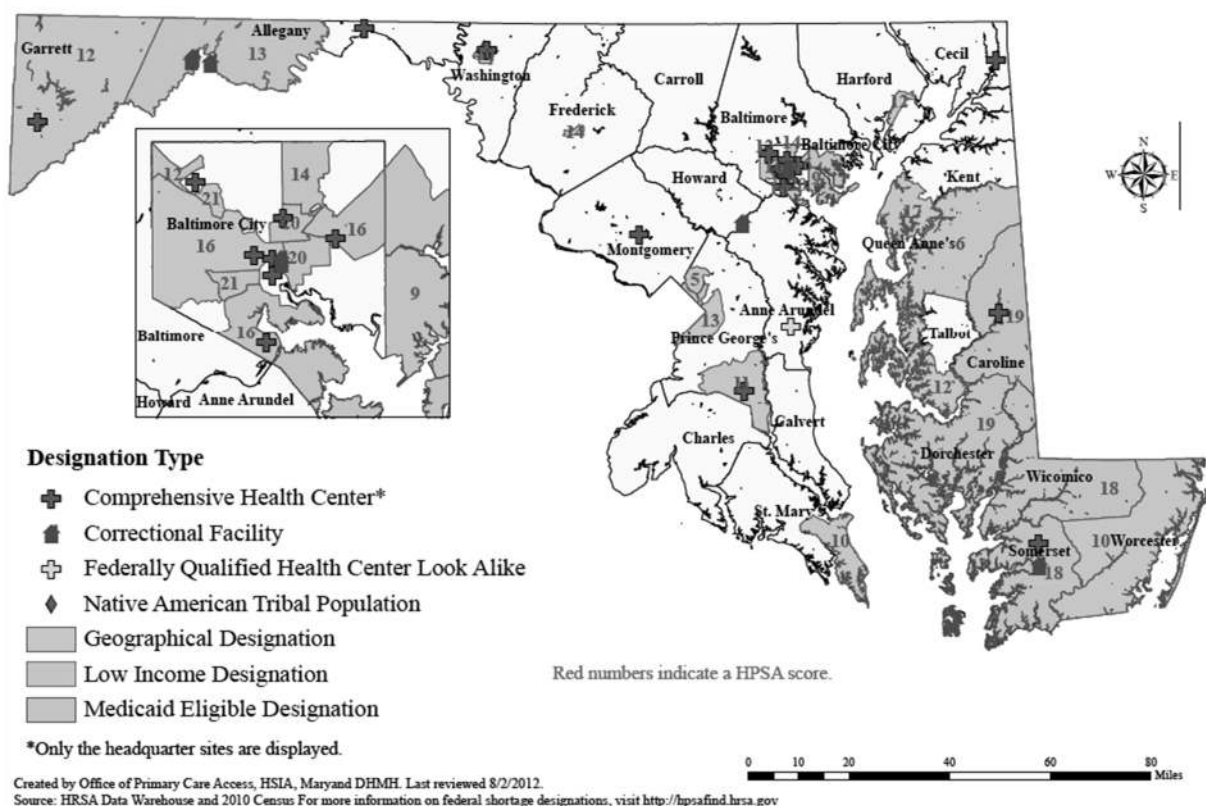 Garrett
12
Allegany
13
Washington
Frederick
Carroll
Harford
Cecil
12
Baltimore
14
Baltimore City
9
Howard
Kent
Montgomery
17
Queen Anne's 6
5
13
Anne Arundel
Prince George's
Talbot
19
Caroline
11
12
Calvert
Charles
19
Dorchester
St. Mary's
10
Wicomico
18
Somerset
18
10 Worcester
12
21
14
Baltimore City
20
16
16
20
21
9
16
Baltimore
Howard
Anne Arundel
N
W
E
S
Designation Type
Comprehensive Health Center*
Correctional Facility
Federally Qualified Health Center Look Alike
Native American Tribal Population
Geographical Designation
Low Income Designation
Medicaid Eligible Designation
*Only the headquarter sites are displayed.
Red numbers indicate a HPSA score.
0 20 40 60 80
Miles
Created by Office of Primary Care Access, HSIA, Maryand DHMH. Last reviewed 8/2/2012.
Source: HRSA Data Warehouse and 2010 Census For more information on federal shortage designations, visit http://hpsafind.hrsa.gov